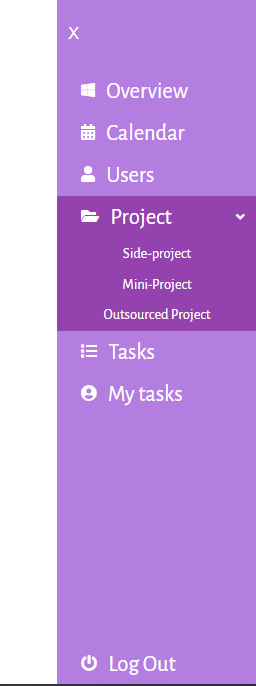 X
Overview
Calendar
Users
Project
Side-project
Mini-Project
Outsourced Project
Tasks
My tasks
Log Out